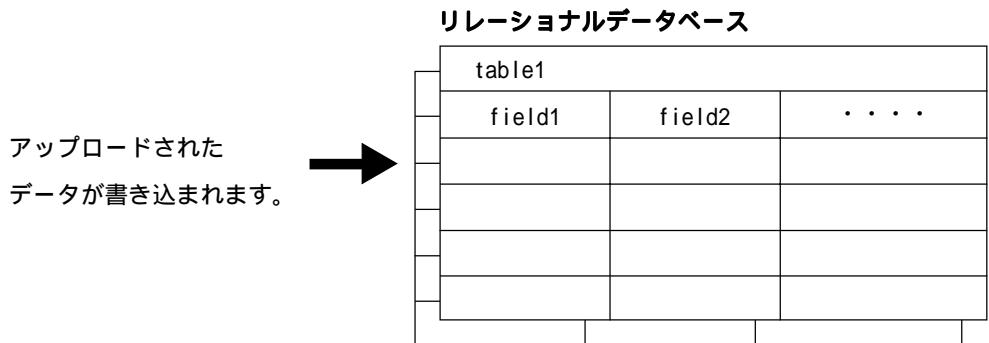 リレーショナルデータベース
table1
field1 field2 ・・・・
アップロードされた
データが書き込まれます。